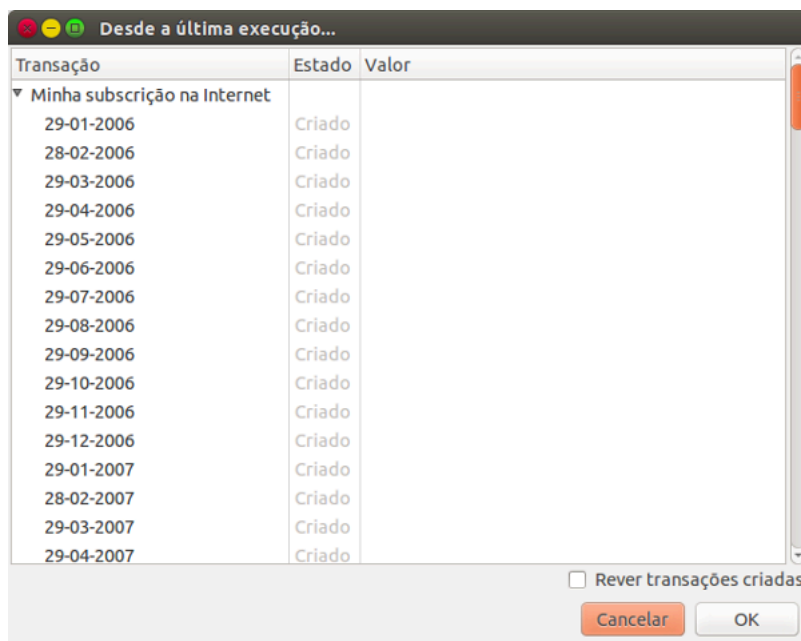 Desde a última execução...
Transação Estado Valor
Minha subscrição na Internet
29-01-2006 Criado
28-02-2006 Criado
29-03-2006 Criado
29-04-2006 Criado
29-05-2006 Criado
29-06-2006 Criado
29-07-2006 Criado
29-08-2006 Criado
29-09-2006 Criado
29-10-2006 Criado
29-11-2006 Criado
29-12-2006 Criado
29-01-2007 Criado
28-02-2007 Criado
29-03-2007 Criado
29-04-2007 Criado
Rever transações criadas
Cancelar OK